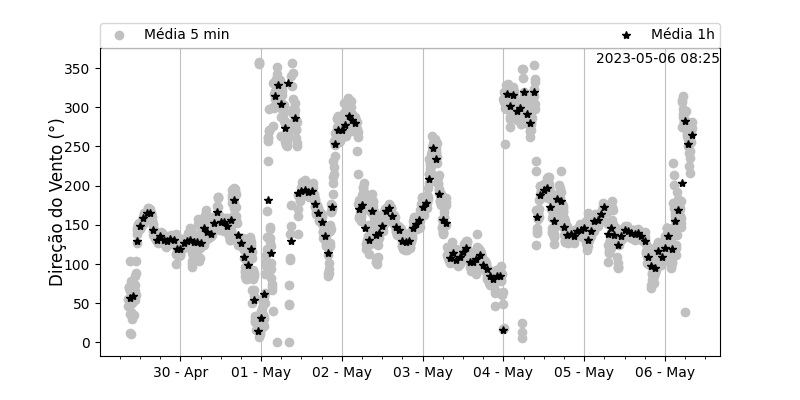 Média 5 min
Média 1h
2023-05-06 08:25
Direção do Vento (°)
350
300
250
200
150
100
50
0
30 - Apr
01 - May
02 - May
03 - May
04 - May
05 - May
06 - May